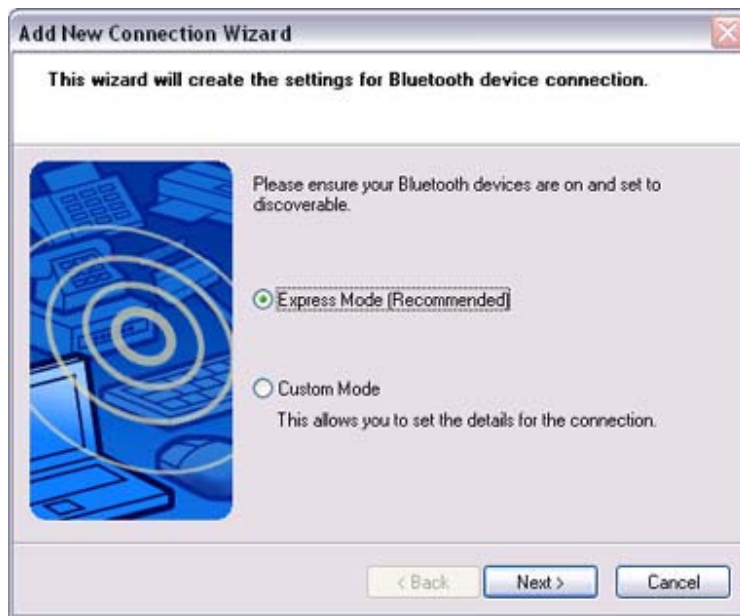 Add New Connection Wizard
This wizard will create the settings for Bluetooth device connection.
Please ensure your Bluetooth devices are on and set to
discoverable.
Express Mode (Recommended)
Custom Mode
This allows you to set the details for the connection.
< Back
Next >
Cancel